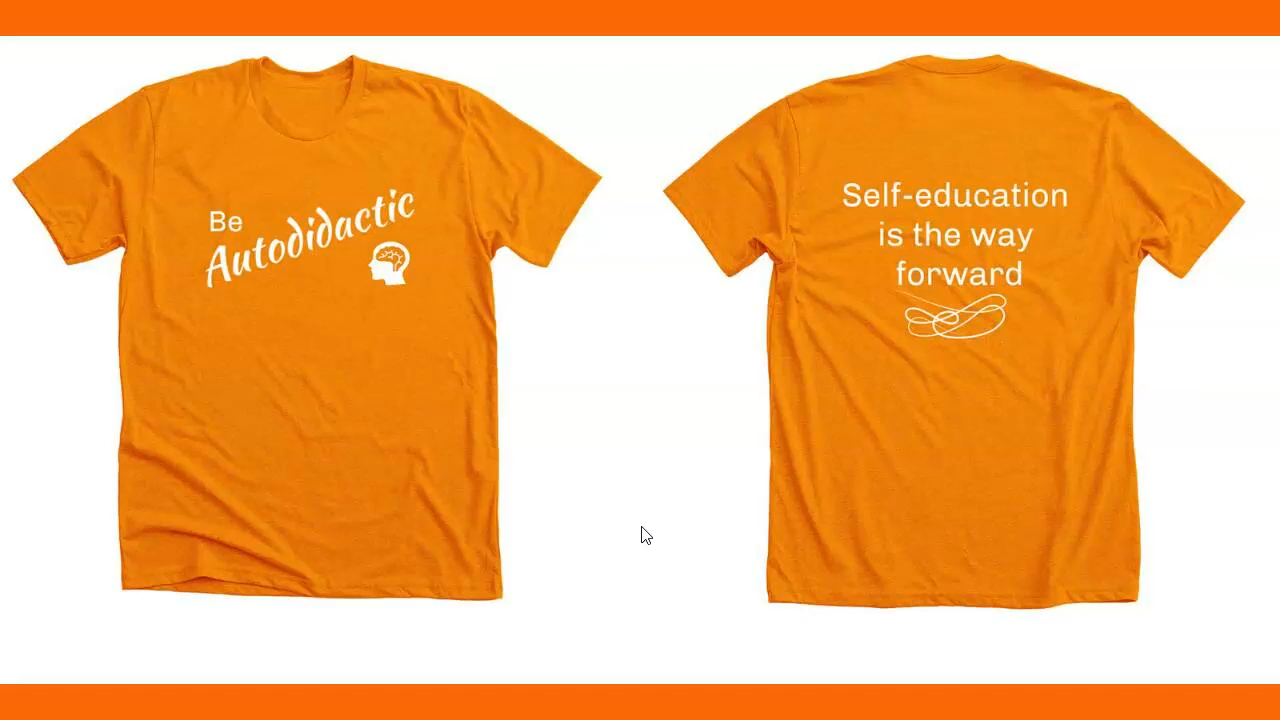 Be
Autodidactic
Self-education
is the way
forward